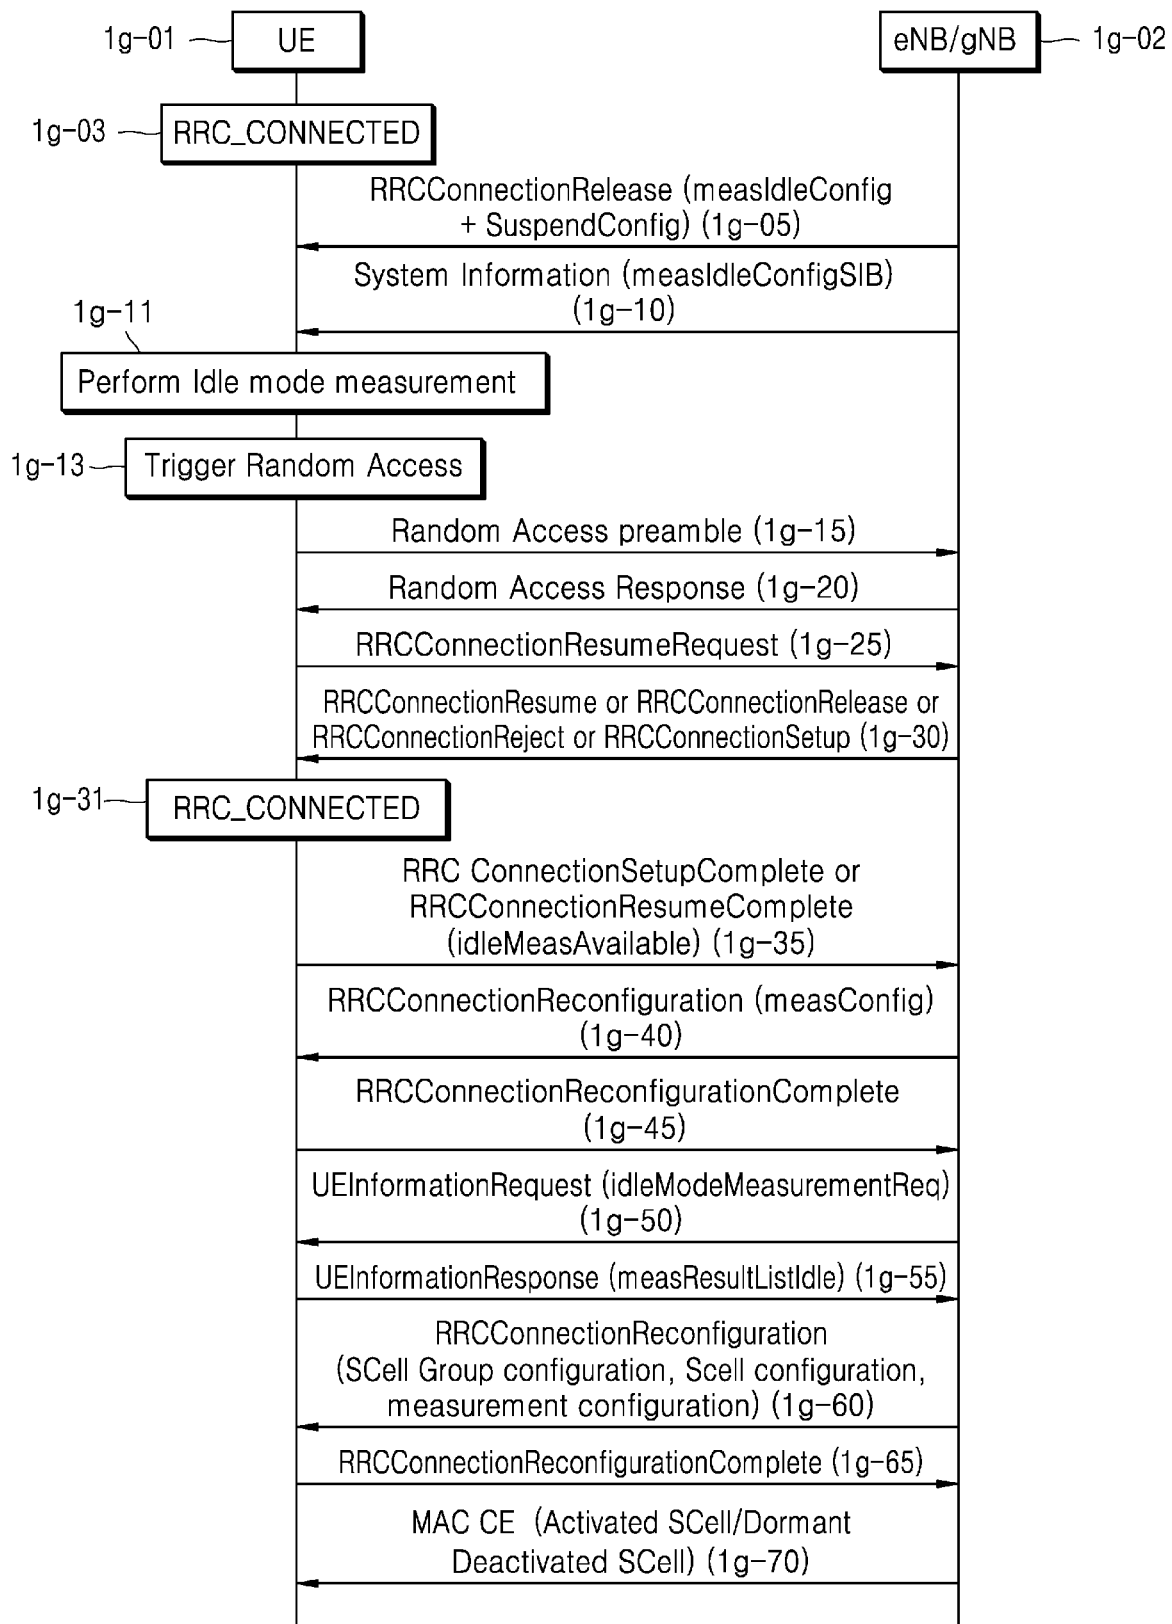 1g-01
UE
eNB/gNB
1g-02
1g-03
RRC_CONNECTED
RRCConnectionRelease (measIdleConfig
+ SuspendConfig) (1g-05)
System Information (measIdleConfigSIB)
(1g-10)
1g-11
Perform Idle mode measurement
1g-13
Trigger Random Access
Random Access preamble (1g-15)
Random Access Response (1g-20)
RRCConnectionResumeRequest (1g-25)
RRCConnectionResume or RRCConnectionRelease or
RRCConnectionReject or RRCConnectionSetup (1g-30)
1g-31
RRC_CONNECTED
RRC ConnectionSetupComplete or
RRCConnectionResumeComplete
(idleMeasAvailable) (1g-35)
RRCConnectionReconfiguration (measConfig)
(1g-40)
RRCConnectionReconfigurationComplete
(1g-45)
UEInformationRequest (idleModeMeasurementReq)
(1g-50)
UEInformationResponse (measResultListIdle) (1g-55)
RRCConnectionReconfiguration
(SCell Group configuration, Scell configuration,
measurement configuration) (1g-60)
RRCConnectionReconfigurationComplete (1g-65)
MAC CE (Activated SCell/Dormant
Deactivated SCell) (1g-70)